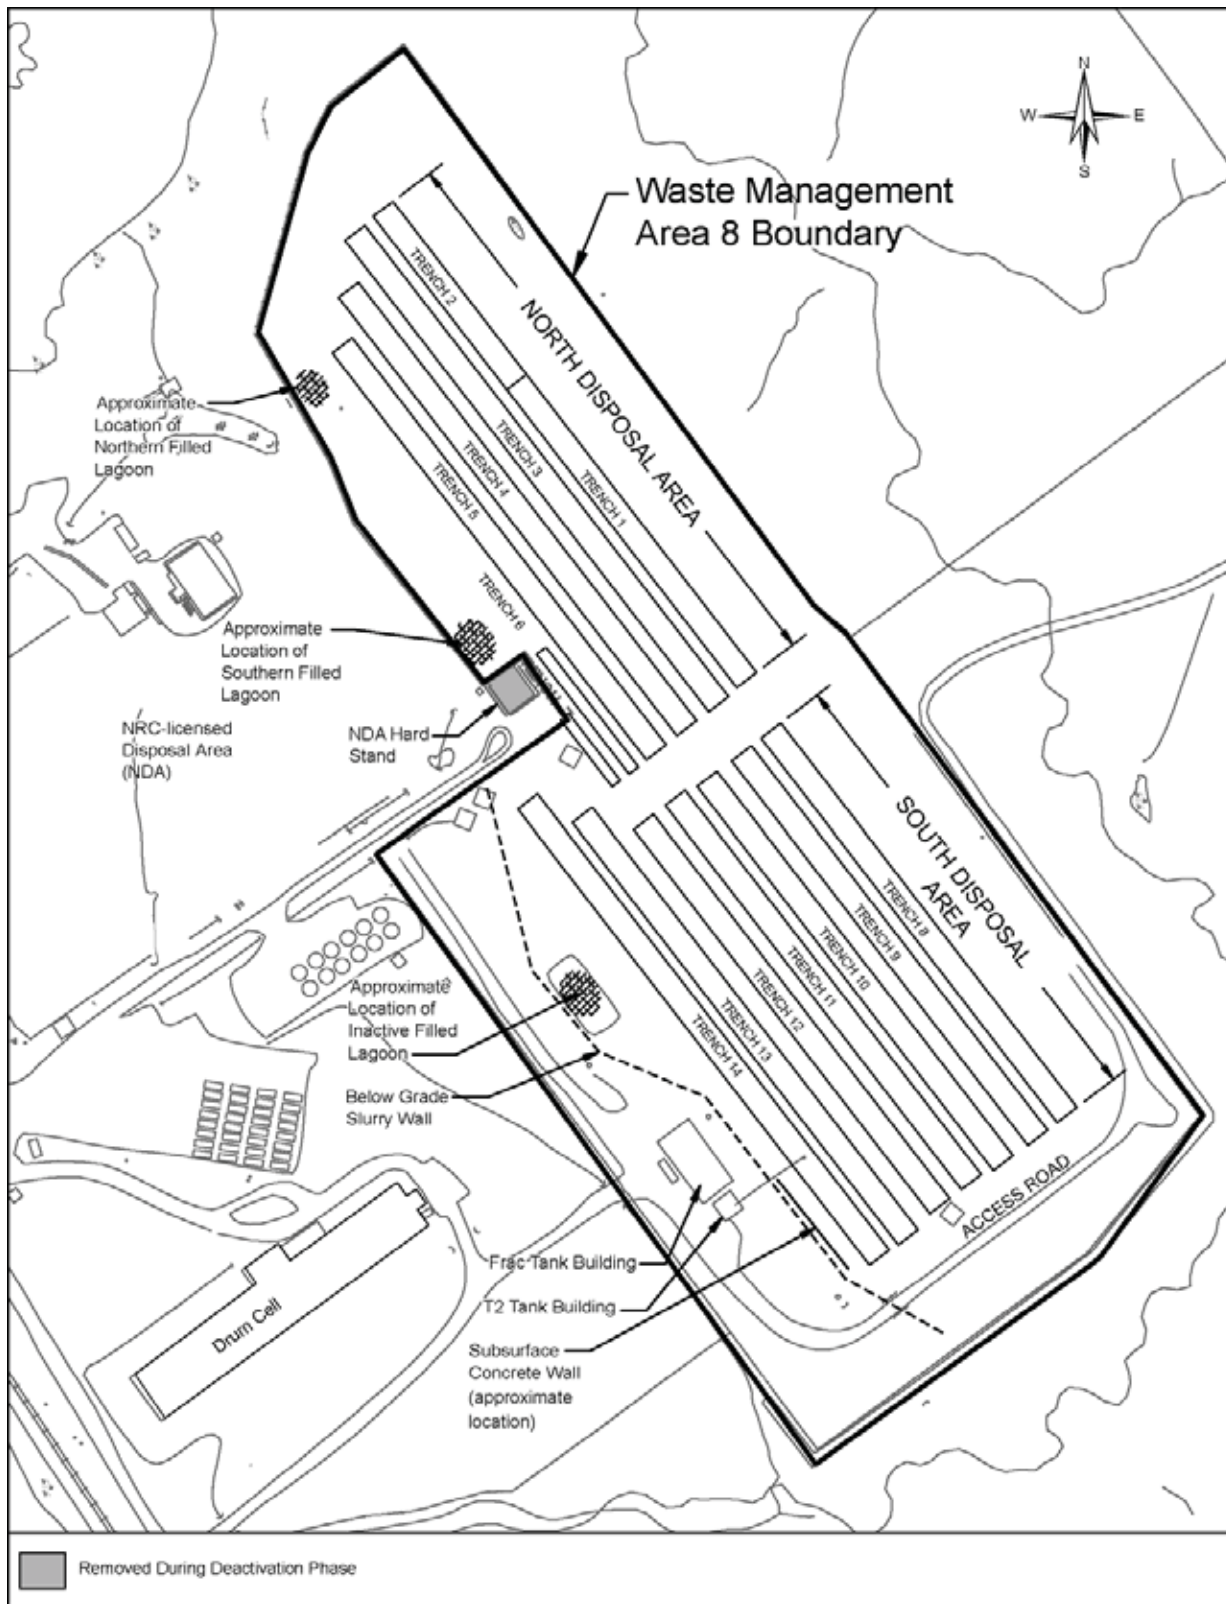 N
W
E
S
Waste Management
Area 8 Boundary
TRENCH 2
NORTH DISPOSAL AREA
TRENCH 3
TRENCH 1
TRENCH 4
TRENCH 5
TRENCH 6
Approximate
Location of
Northern Filled
Lagoon
Approximate
Location of
Southern Filled
Lagoon
NRC-licensed
Disposal Area
(NDA)
NDA Hard
Stand
SOUTH DISPOSAL
AREA
TRENCH 8
TRENCH 9
TRENCH 10
TRENCH 11
TRENCH 12
TRENCH 13
TRENCH 14
Approximate
Location of
Inactive Filled
Lagoon
Below Grade
Slurry Wall
ACCESS ROAD
Frac Tank Building
T2 Tank Building
Subsurface
Concrete Wall
(approximate
location)
Drum Cell
Removed During Deactivation Phase